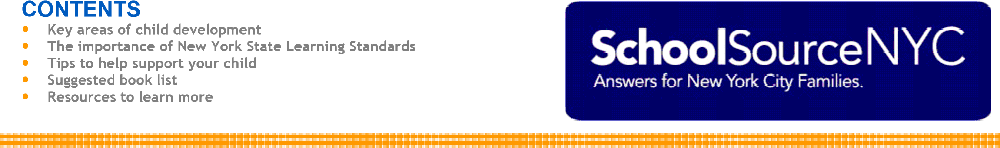 CONTENTS
• Key areas of child development
• The importance of New York State Learning Standards
• Tips to help support your child
• Suggested book list
• Resources to learn more
SchoolSourceNYC
Answers for New York City Families.